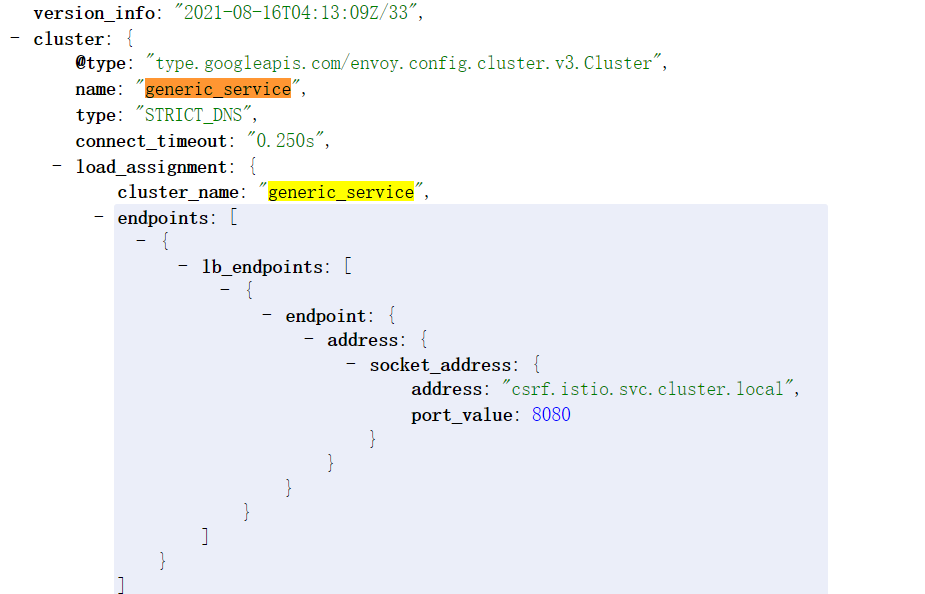 version_info: "2021-08-16T04:13:09Z/33",
- cluster: {
@type: "type.googleapis.com/envoy.config.cluster.v3.Cluster",
name: "generic_service",
type: "STRICT_DNS",
connect_timeout: "0.250s",
- load_assignment: {
cluster_name: "generic_service",
- endpoints: [
- {
- lb_endpoints: [
- {
- endpoint: {
- address: {
- socket_address: {
address: "csrf.istio.svc.cluster.local",
port_value: 8080
}
}
}
}
]
}
]